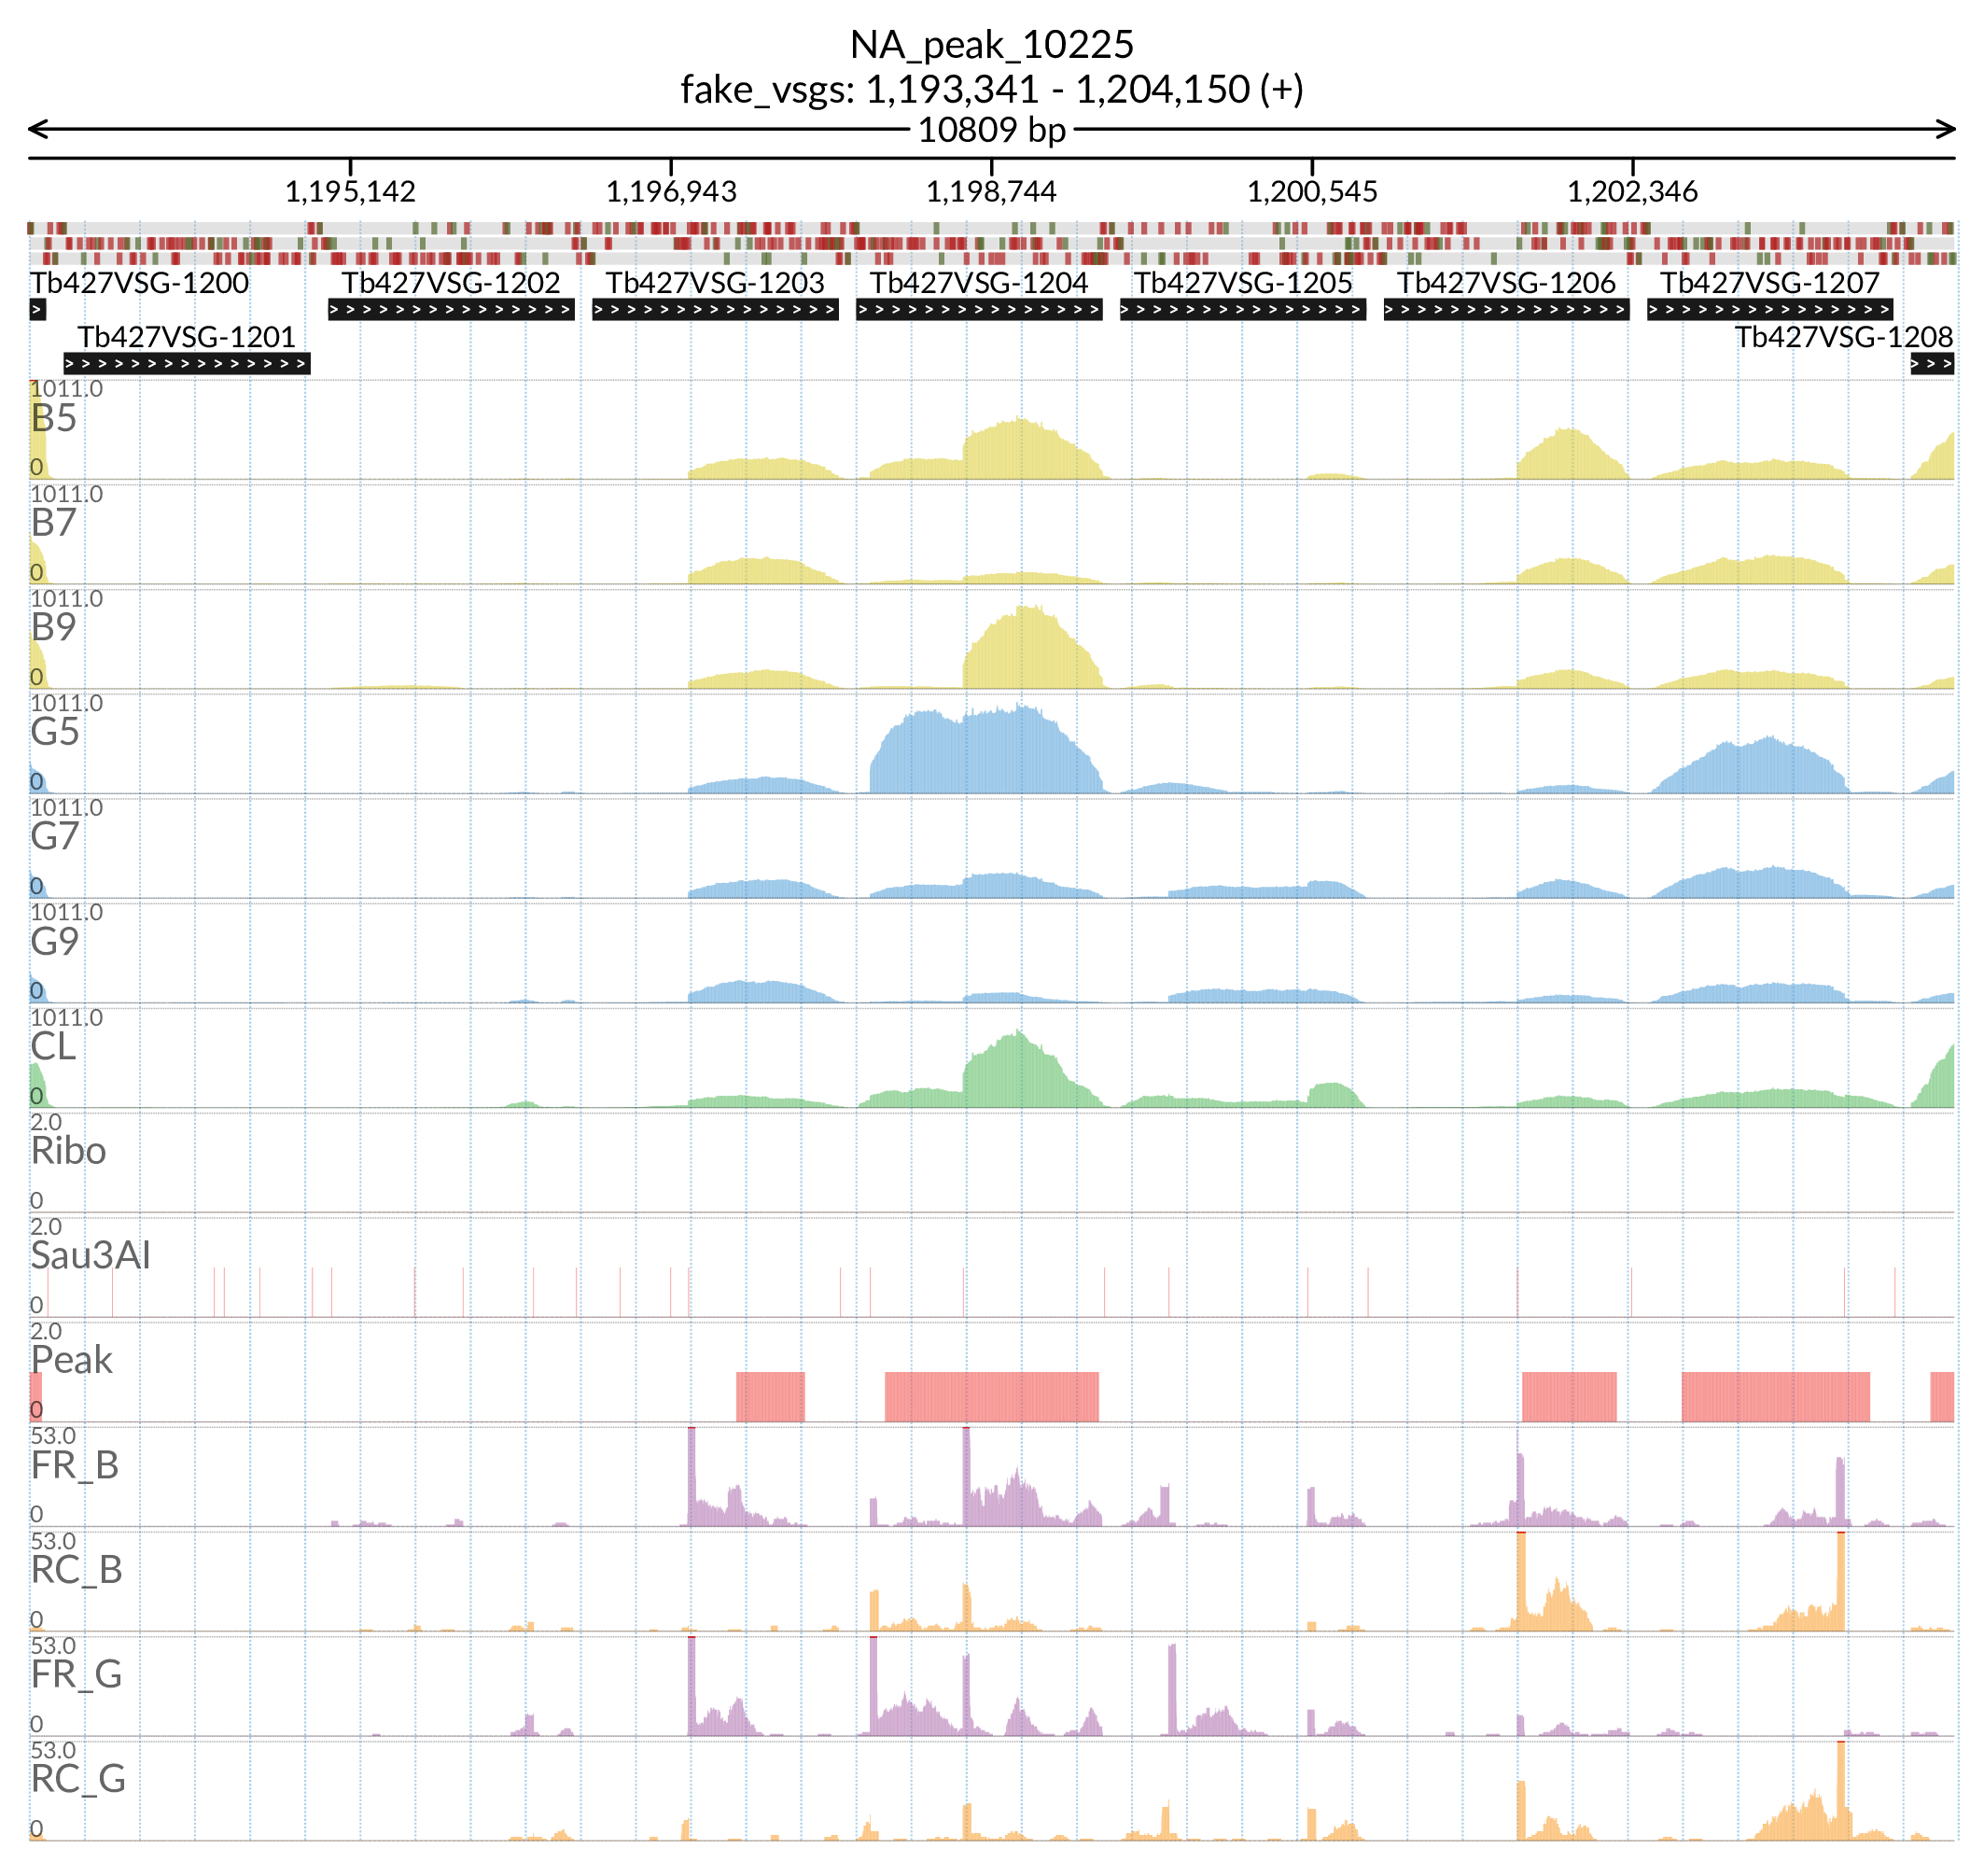 NA_peak_10225
fake_vsgs: 1,193,341 - 1,204,150 (+)
10809 bp
1,195,142 1,196,943 1,198,744 1,200,545 1,202,346
Tb427VSG-1200 Tb427VSG-1202 Tb427VSG-1203 Tb427VSG-1204 Tb427VSG-1205 Tb427VSG-1206 Tb427VSG-1207
Tb427VSG-1201 Tb427VSG-1208
1011.0
B5
0
1011.0
B7
0
1011.0
B9
0
1011.0
G5
0
1011.0
G7
0
1011.0
G9
0
1011.0
CL
0
2.0
Ribo
0
2.0
Sau3AI
0
2.0
Peak
0
53.0
FR_B
0
53.0
RC_B
0
53.0
FR_G
0
53.0
RC_G
0